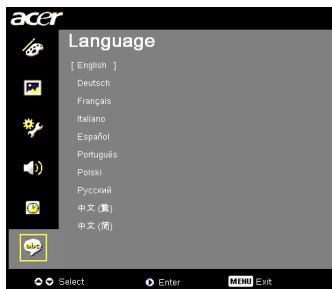 acer
Language
[ English ]
Deutsch
Français
Italiano
Español
Português
Polski
Русский
中文 (繁)
中文 (简)
abc
Select Enter MENU Exit